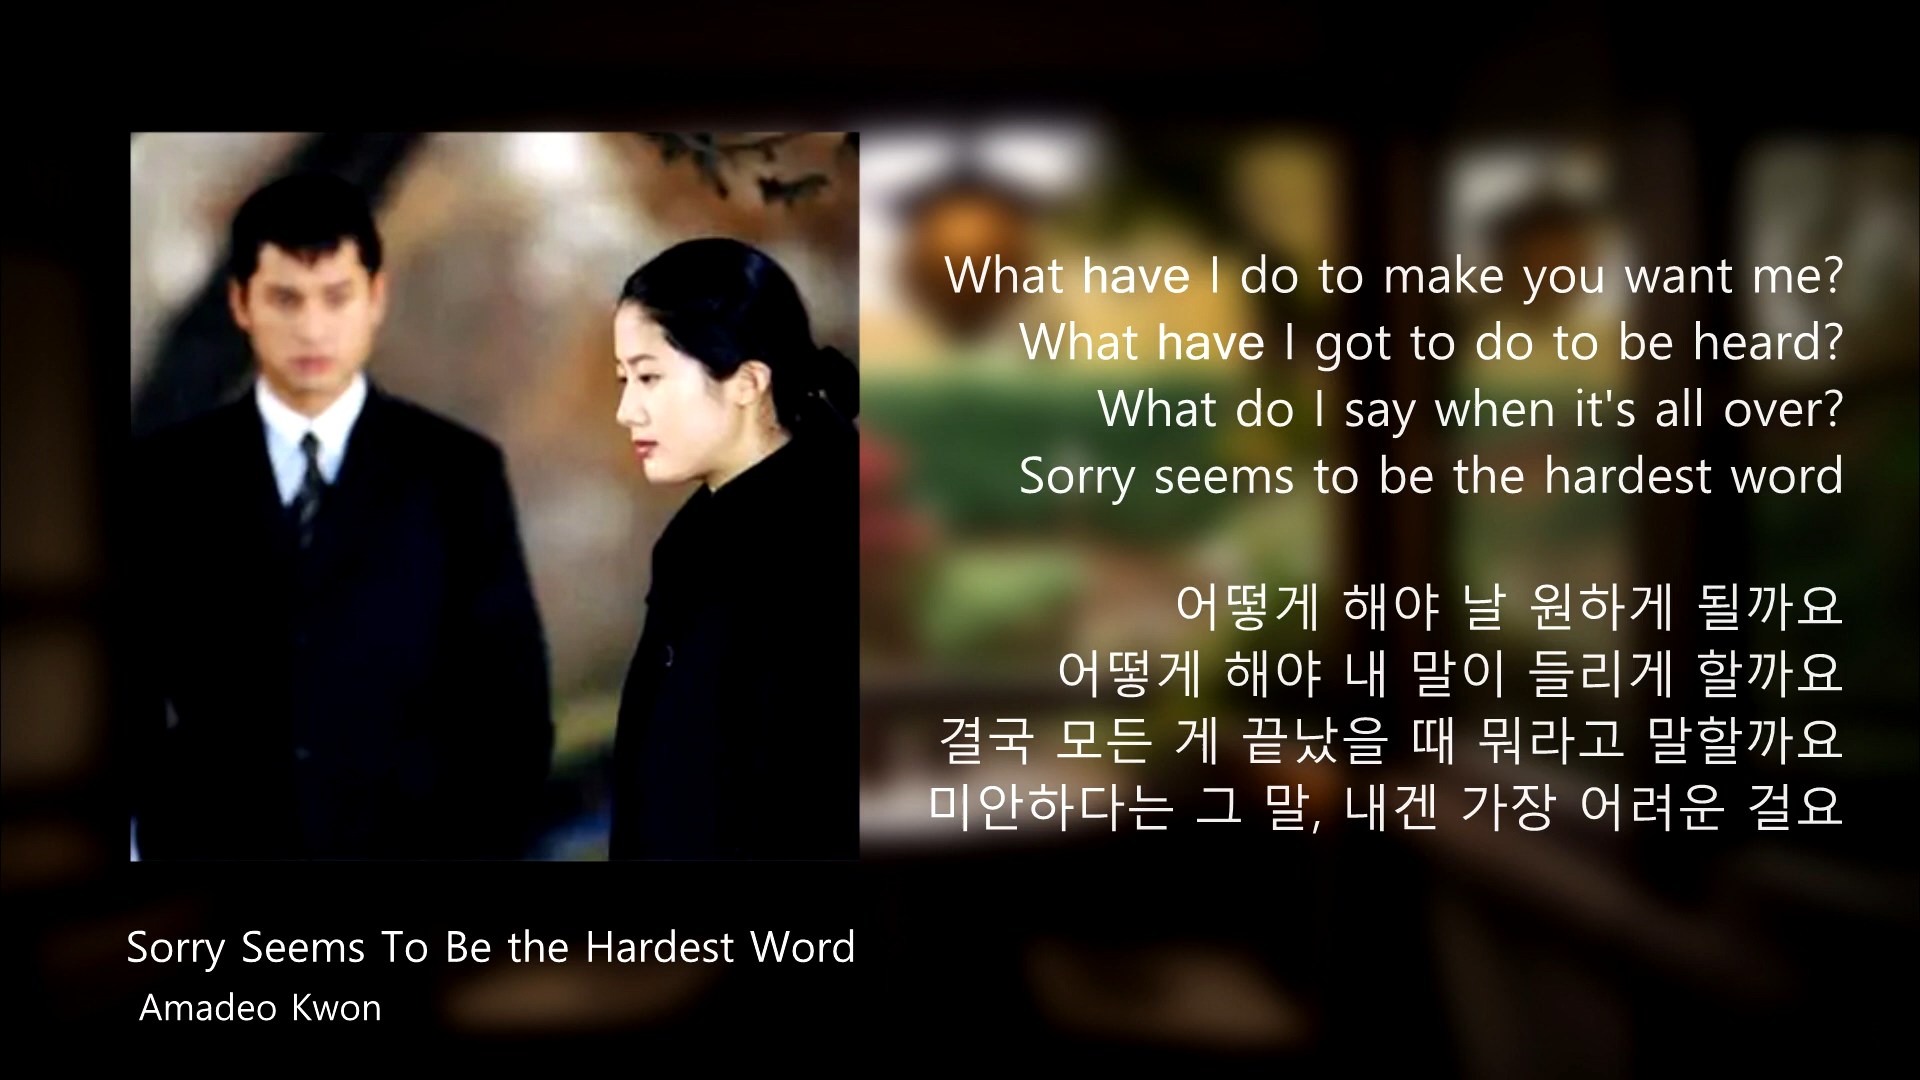 What have I do to make you want me?
What have I got to do to be heard?
What do I say when it's all over?
Sorry seems to be the hardest word
어떻게 해야 날 원하게 될까요
어떻게 해야 내 말이 들리게 할까요
결국 모든 게 끝났을 때 뭐라고 말할까요
미안하다는 그 말, 내겐 가장 어려운 걸요
Sorry Seems To Be the Hardest Word
Amadeo Kwon